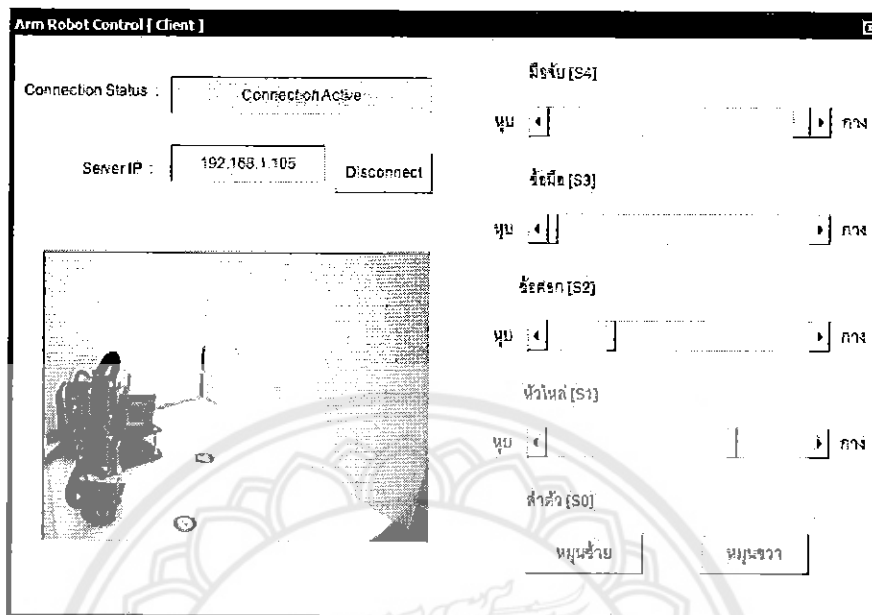 Arm Robot Control [ Client ]
Connection Status :
Connection Active
Server IP :
192.168.1.105
Disconnect
มือจับ [S4]
หุบ
กาง
ข้อมือ [S3]
หุบ
กาง
ข้อศอก [S2]
หุบ
กาง
หัวไหล่ [S1]
หุบ
กาง
ลำตัว [S0]
หมุนซ้าย
หมุนขวา